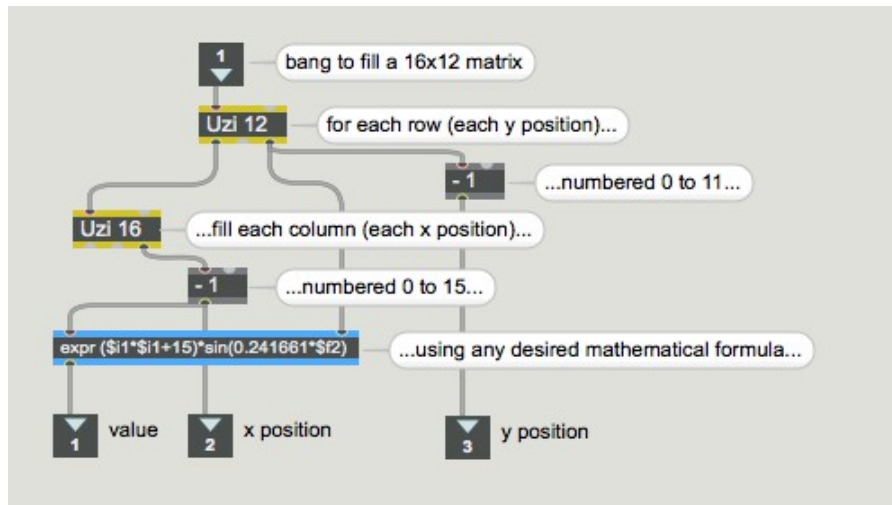 1
bang to fill a 16x12 matrix
Uzi 12
for each row (each y position)...
- 1
...numbered 0 to 11...
Uzi 16
...fill each column (each x position)...
- 1
...numbered 0 to 15...
expr ($i1*$i1+15)*sin(0.241661*$f2)
...using any desired mathematical formula...
1
value
2
x position
3
y position